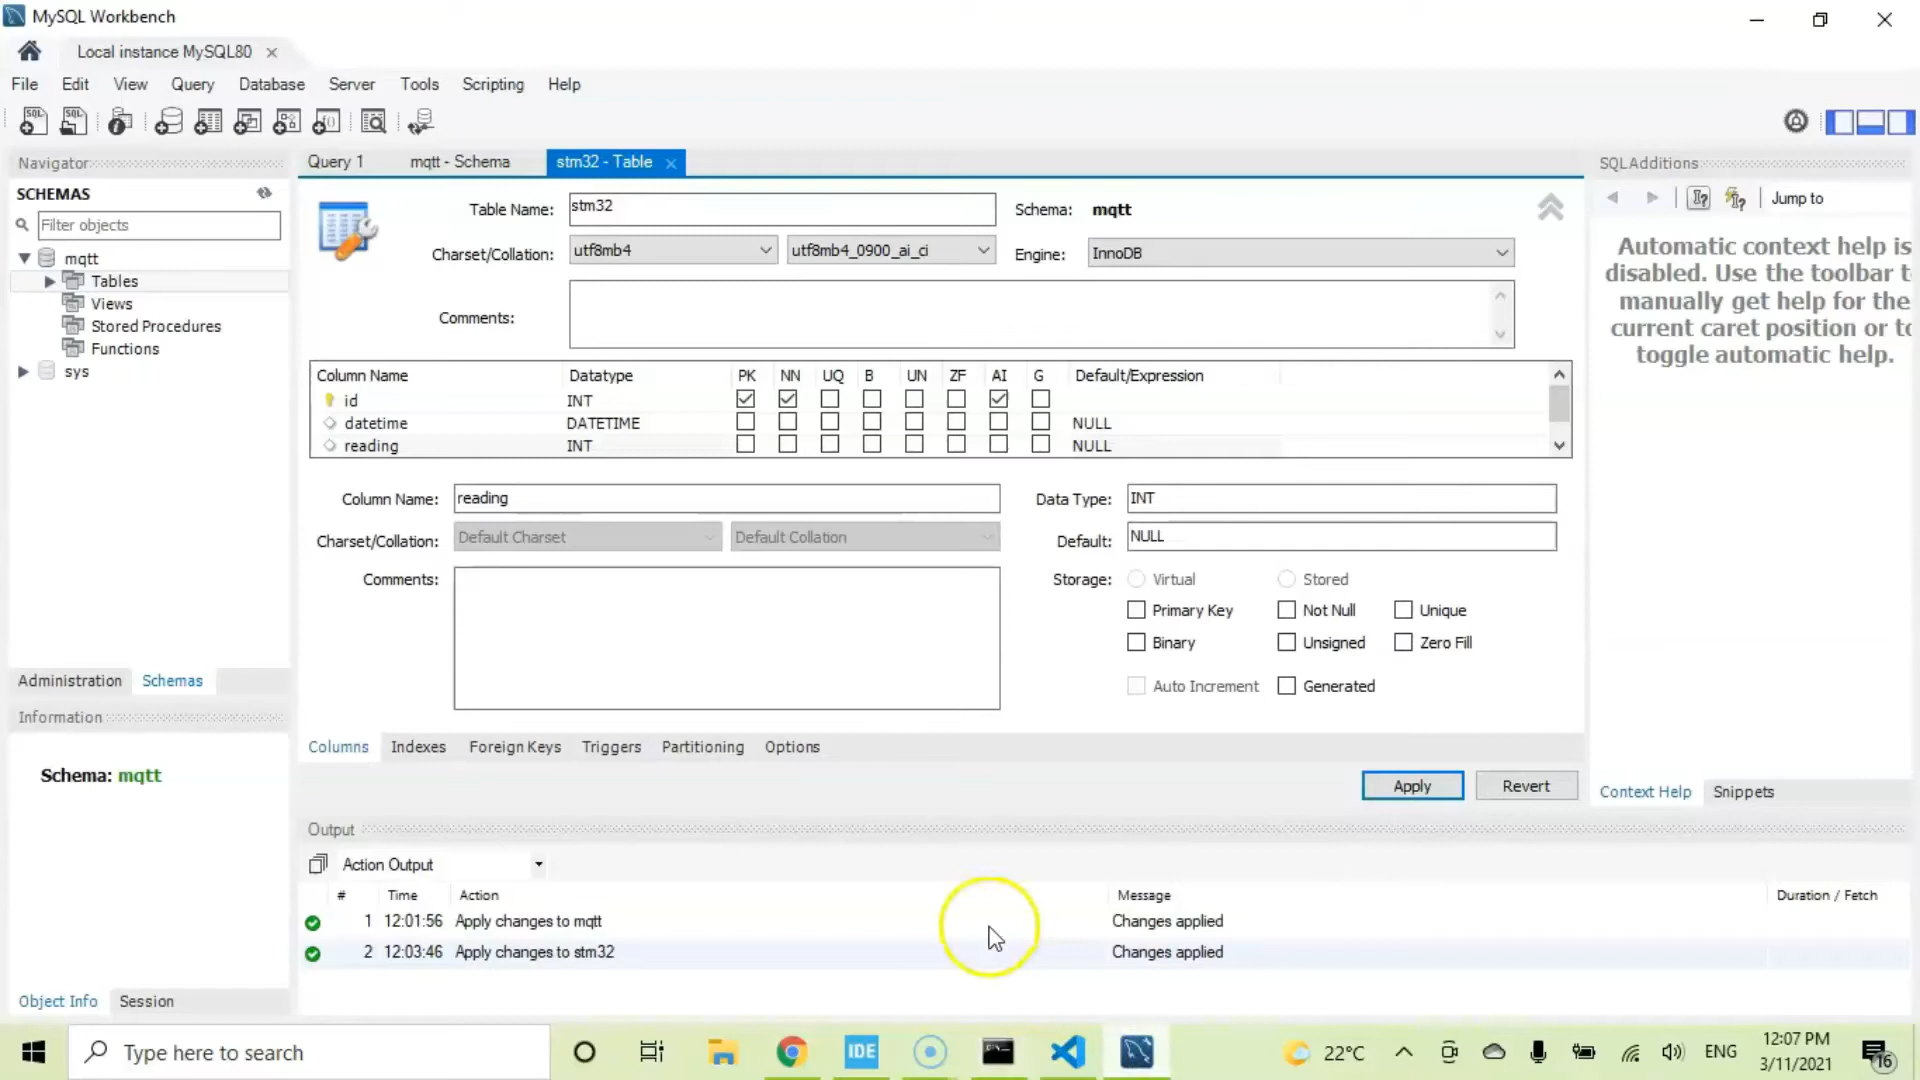 MySQL Workbench
Local instance MySQL80
File Edit View Query Database Server Tools Scripting Help
Navigator
SCHEMAS
Filter objects
mqtt
Tables
Views
Stored Procedures
Functions
sys
Administration Schemas
Information
Schema: mqtt
Object Info Session
Query 1 mqtt - Schema stm32 - Table
Table Name: stm32 Schema: mqtt
Charset/Collation: utf8mb4 utf8mb4_0900_ai_ci Engine: InnoDB
Comments:
Column Name Datatype PK NN UQ B UN ZF AI G Default/Expression
id INT
datetime DATETIME NULL
reading INT NULL
Column Name: reading Data Type: INT
Charset/Collation: Default Charset Default Collation Default: NULL
Comments: Storage: Virtual Stored
Primary Key Not Null Unique
Binary Unsigned Zero Fill
Auto Increment Generated
Columns Indexes Foreign Keys Triggers Partitioning Options
Apply Revert
Output
Action Output
# Time Action Message Duration / Fetch
1 12:01:56 Apply changes to mqtt Changes applied
2 12:03:46 Apply changes to stm32 Changes applied
SQLAdditions
Jump to
Automatic context help is
disabled. Use the toolbar t
manually get help for the
current caret position or to
toggle automatic help.
Context Help Snippets
Type here to search
IDE
22°C
ENG
12:07 PM
3/11/2021
16